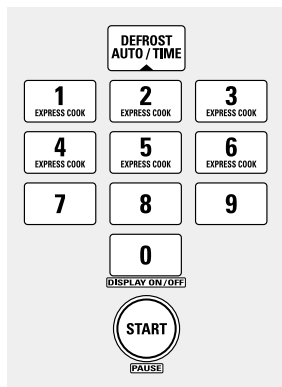 DEFROST
AUTO / TIME
1 2 3
EXPRESS COOK EXPRESS COOK EXPRESS COOK
4 5 6
EXPRESS COOK EXPRESS COOK EXPRESS COOK
7 8 9
0
DISPLAY ON/OFF
START
PAUSE